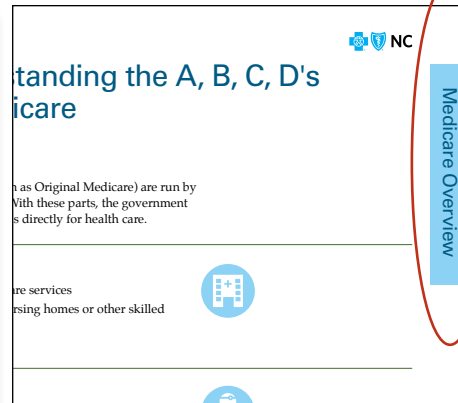 NC
standing the A, B, C, D's
icare
as Original Medicare) are run by
With these parts, the government
s directly for health care.
re services
rsing homes or other skilled
Medicare Overview